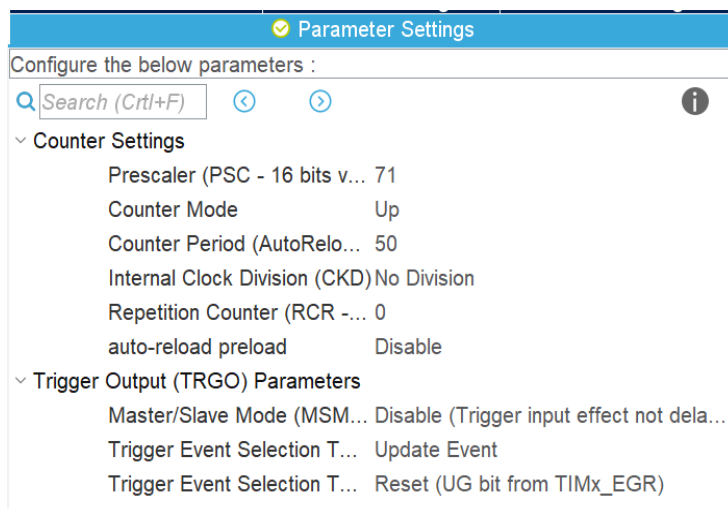 Parameter Settings
Configure the below parameters :
Search (Crtl+F)
Counter Settings
Prescaler (PSC - 16 bits v... 71
Counter Mode Up
Counter Period (AutoRelo... 50
Internal Clock Division (CKD) No Division
Repetition Counter (RCR -... 0
auto-reload preload Disable
Trigger Output (TRGO) Parameters
Master/Slave Mode (MSM... Disable (Trigger input effect not dela...
Trigger Event Selection T... Update Event
Trigger Event Selection T... Reset (UG bit from TIMx_EGR)